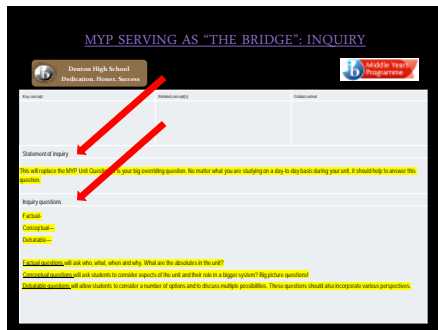 MYP SERVING AS “THE BRIDGE”: INQUIRY
Denton High School
Dedication. Honor. Success
Middle Years
Programme
Key concept
Related concept(s)
Global context
Statement of inquiry
This will replace the MYP Unit Question. is your big overriding question. No matter what you are studying on a day-to-day basis during your unit, it should help to answer this
question.
Inquiry questions
Factual-
Conceptual—
Debatable—
Factual questions will ask who, what, when and why. What are the absolutes in the unit?
Conceptual questions will ask students to consider aspects of the unit and their role in a bigger system? Big picture questions!
Debatable questions will allow students to consider a number of options and to discuss multiple possibilities. These questions should also incorporate various perspectives.